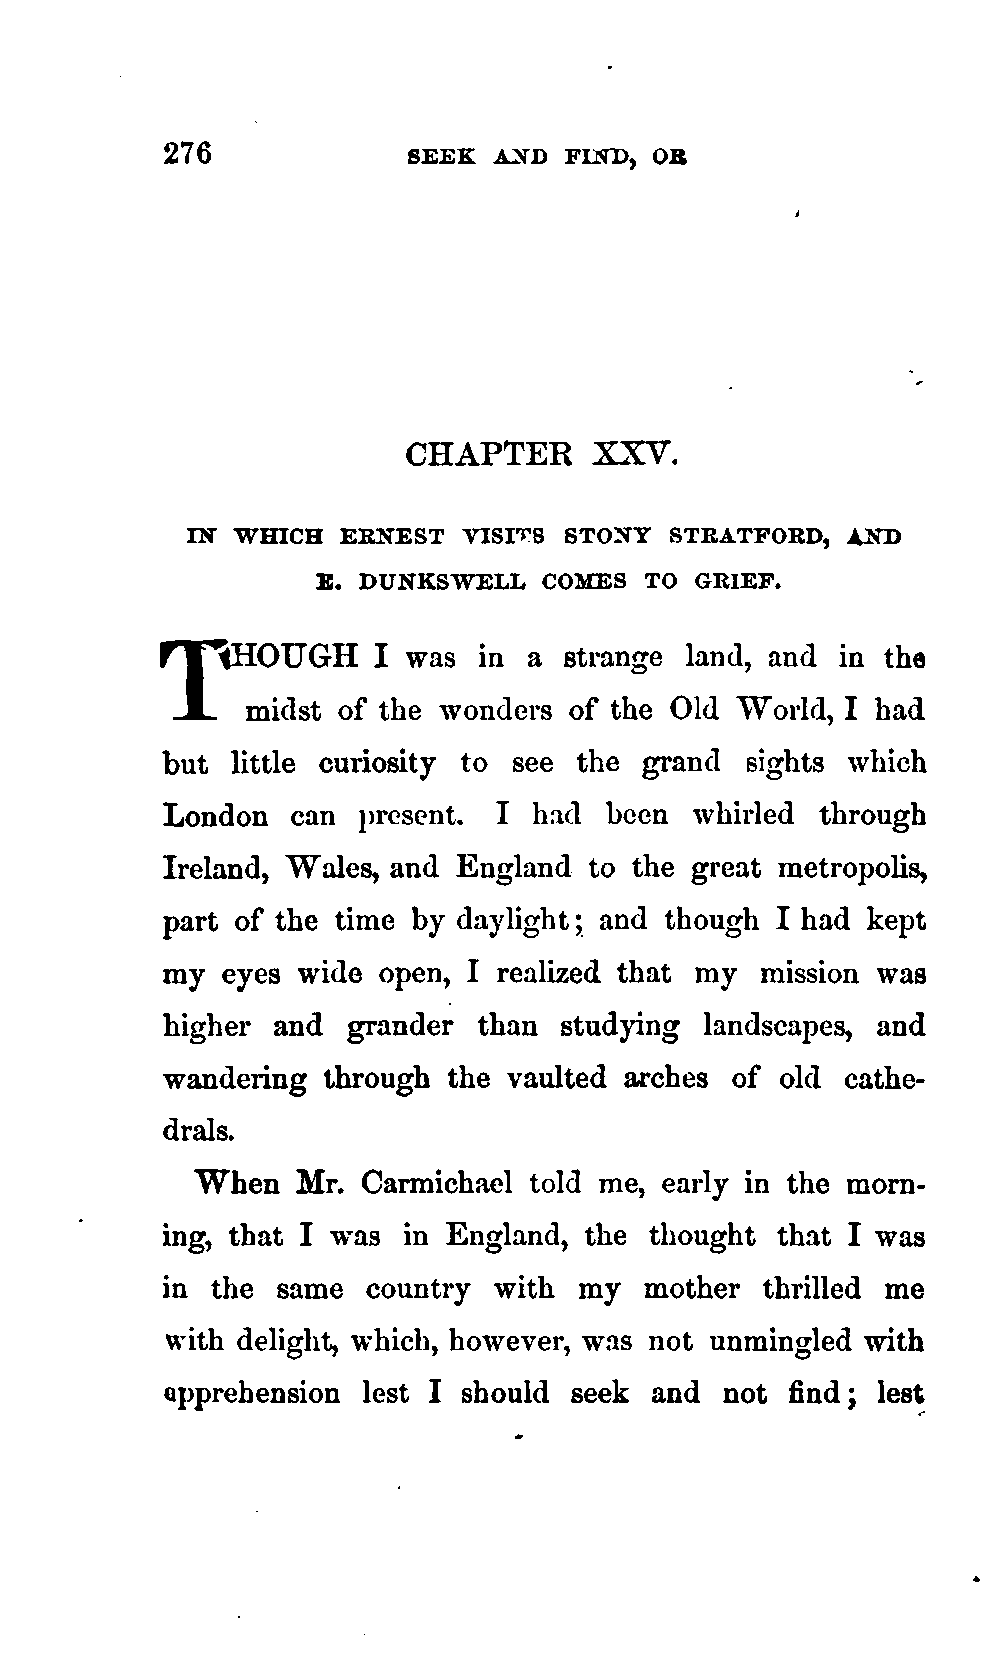 276 SEEK AND FIND, OR
CHAPTER XXV.
IN WHICH ERNEST VISITS STONY STRATFORD, AND
E. DUNKSWELL COMES TO GRIEF.
THOUGH I was in a strange land, and in the
midst of the wonders of the Old World, I had
but little curiosity to see the grand sights which
London can present. I had been whirled through
Ireland, Wales, and England to the great metropolis,
part of the time by daylight; and though I had kept
my eyes wide open, I realized that my mission was
higher and grander than studying landscapes, and
wandering through the vaulted arches of old cathe-
drals.
When Mr. Carmichael told me, early in the morn-
ing, that I was in England, the thought that I was
in the same country with my mother thrilled me
with delight, which, however, was not unmingled with
apprehension lest I should seek and not find; lest